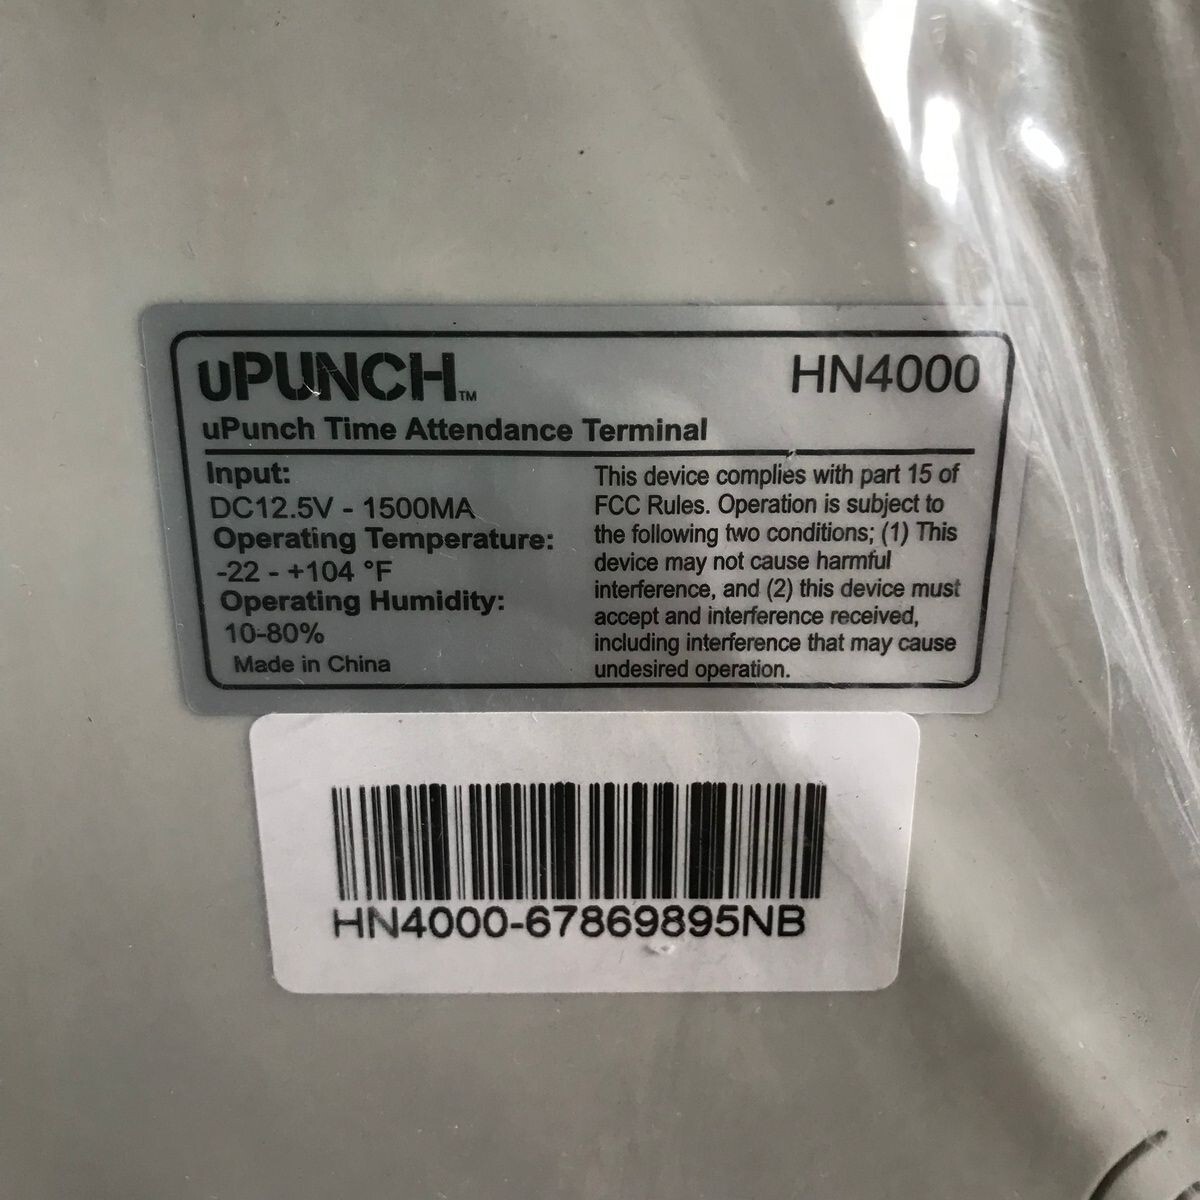 uPUNCH™
HN4000
uPunch Time Attendance Terminal
Input:
DC12.5V - 1500MA
Operating Temperature:
-22 - +104 °F
Operating Humidity:
10-80%
Made in China
This device complies with part 15 of
FCC Rules. Operation is subject to
the following two conditions; (1) This
device may not cause harmful
interference, and (2) this device must
accept and interference received,
including interference that may cause
undesired operation.
HN4000-67869895NB